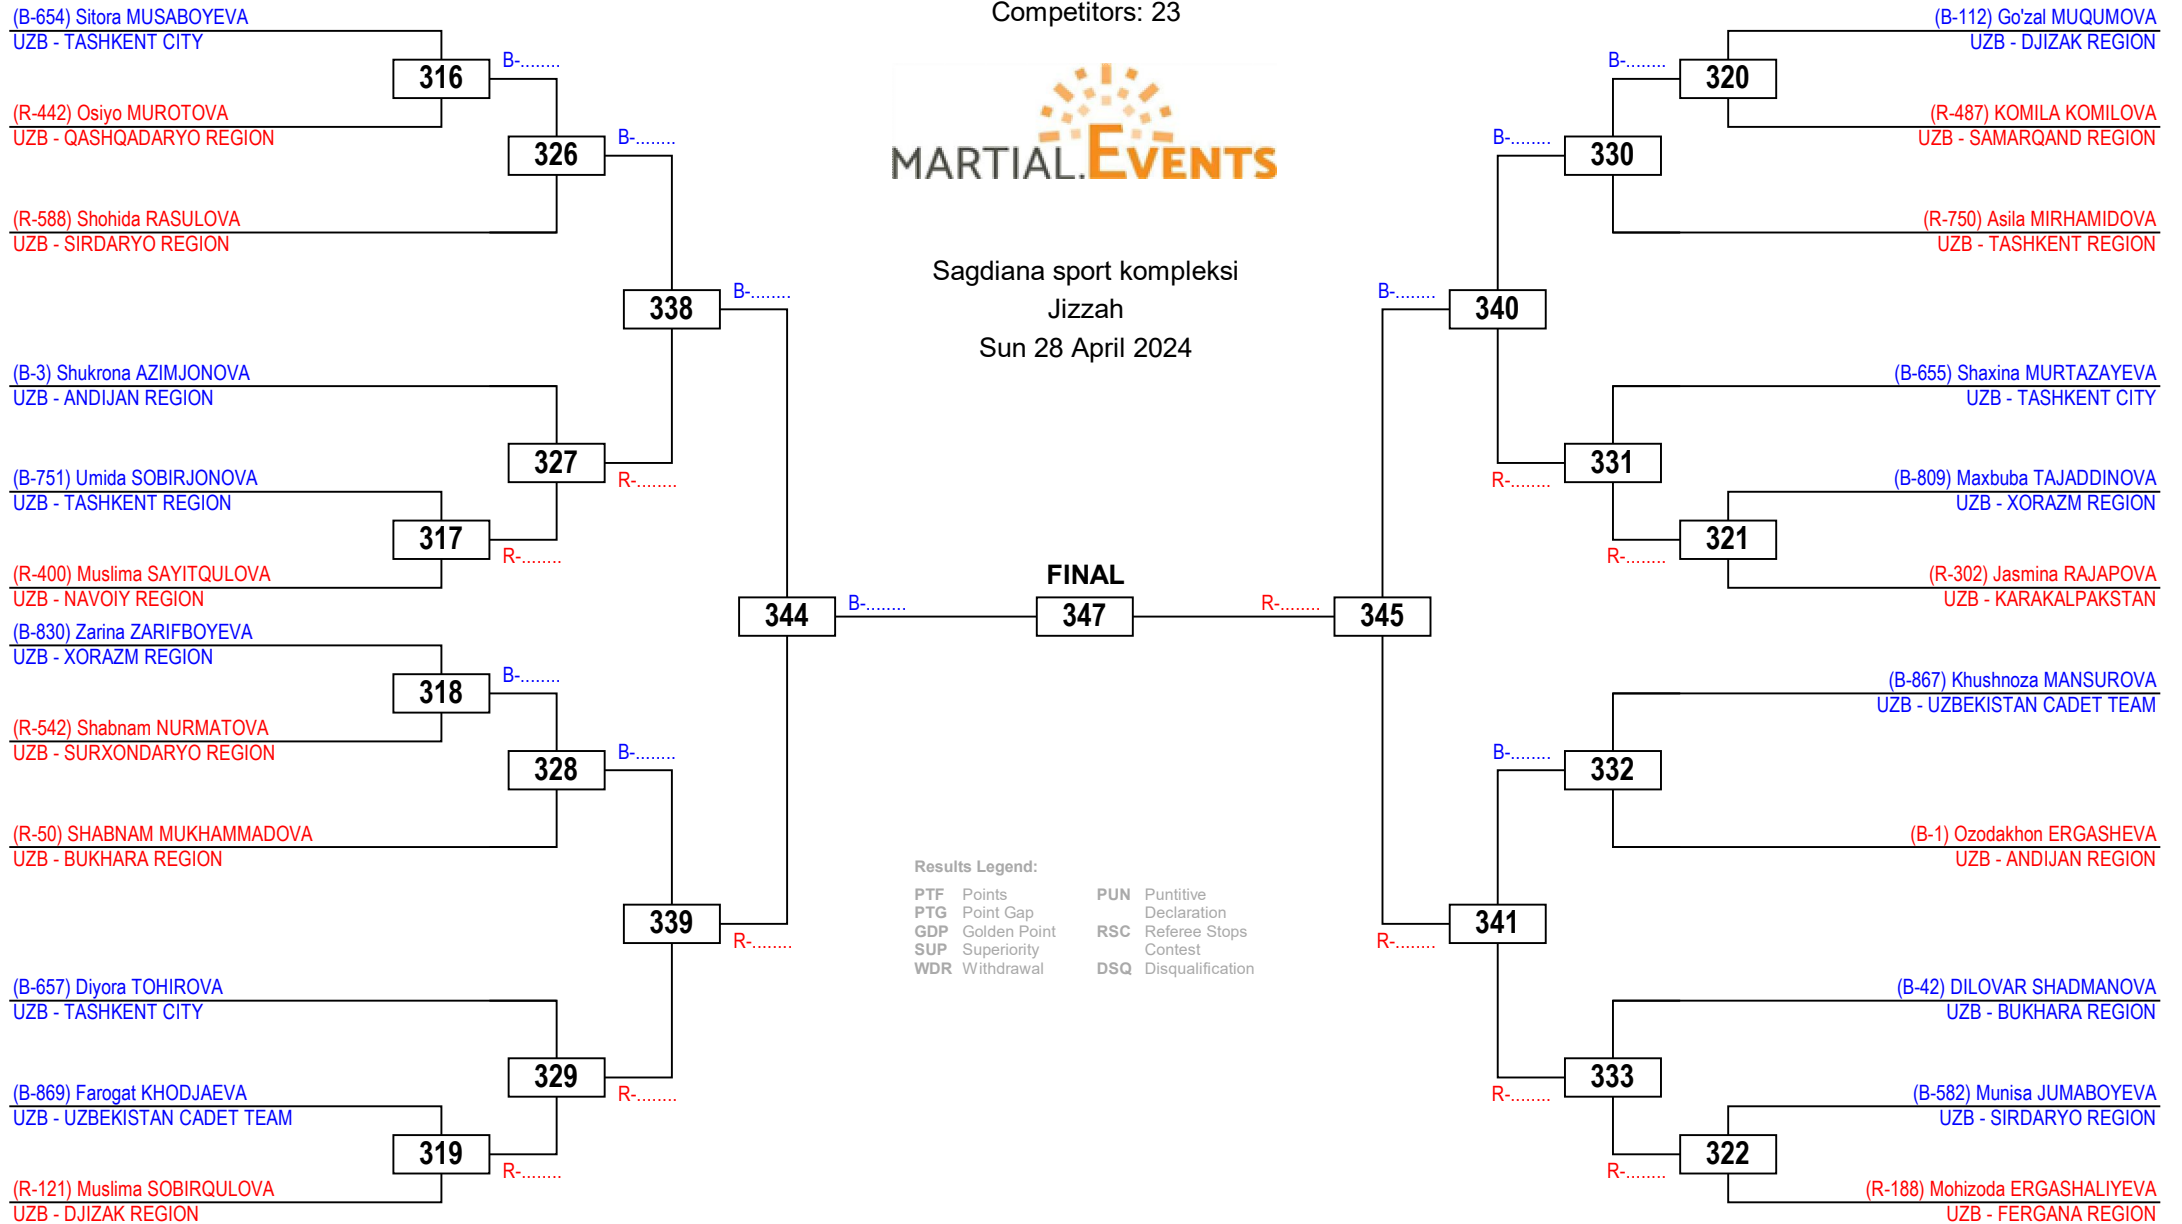 Competitors: 23
MARTIAL.EVENTS
Sagdiana sport kompleksi
Jizzah
Sun 28 April 2024
(B-654) Sitora MUSABOYEVA
UZB - TASHKENT CITY
316
B-........
(R-442) Osiyo MUROTOVA
UZB - QASHQADARYO REGION
326
B-........
(R-588) Shohida RASULOVA
UZB - SIRDARYO REGION
338
B-........
(B-3) Shukrona AZIMJONOVA
UZB - ANDIJAN REGION
327
R-........
(B-751) Umida SOBIRJONOVA
UZB - TASHKENT REGION
317
R-........
(R-400) Muslima SAYITQULOVA
UZB - NAVOIY REGION
344
B-........
(B-830) Zarina ZARIFBOYEVA
UZB - XORAZM REGION
318
B-........
(R-542) Shabnam NURMATOVA
UZB - SURXONDARYO REGION
328
B-........
(R-50) SHABNAM MUKHAMMADOVA
UZB - BUKHARA REGION
339
R-........
(B-657) Diyora TOHIROVA
UZB - TASHKENT CITY
329
R-........
(B-869) Farogat KHODJAEVA
UZB - UZBEKISTAN CADET TEAM
319
R-........
(R-121) Muslima SOBIRQULOVA
UZB - DJIZAK REGION
FINAL
347
Results Legend:
PTF Points
PTG Point Gap
GDP Golden Point
SUP Superiority
WDR Withdrawal
PUN Puntitive
Declaration
RSC Referee Stops
Contest
DSQ Disqualification
(B-112) Go'zal MUQUMOVA
UZB - DJIZAK REGION
B-........
320
(R-487) KOMILA KOMILOVA
UZB - SAMARQAND REGION
B-........
330
(R-750) Asila MIRHAMIDOVA
UZB - TASHKENT REGION
B-........
340
(B-655) Shaxina MURTAZAYEVA
UZB - TASHKENT CITY
331
R-........
(B-809) Maxbuba TAJADDINOVA
UZB - XORAZM REGION
321
R-........
(R-302) Jasmina RAJAPOVA
UZB - KARAKALPAKSTAN
R-........
345
(B-867) Khushnoza MANSUROVA
UZB - UZBEKISTAN CADET TEAM
B-........
332
(B-1) Ozodakhon ERGASHEVA
UZB - ANDIJAN REGION
341
R-........
(B-42) DILOVAR SHADMANOVA
UZB - BUKHARA REGION
333
R-........
(B-582) Munisa JUMABOYEVA
UZB - SIRDARYO REGION
322
R-........
(R-188) Mohizoda ERGASHALIYEVA
UZB - FERGANA REGION